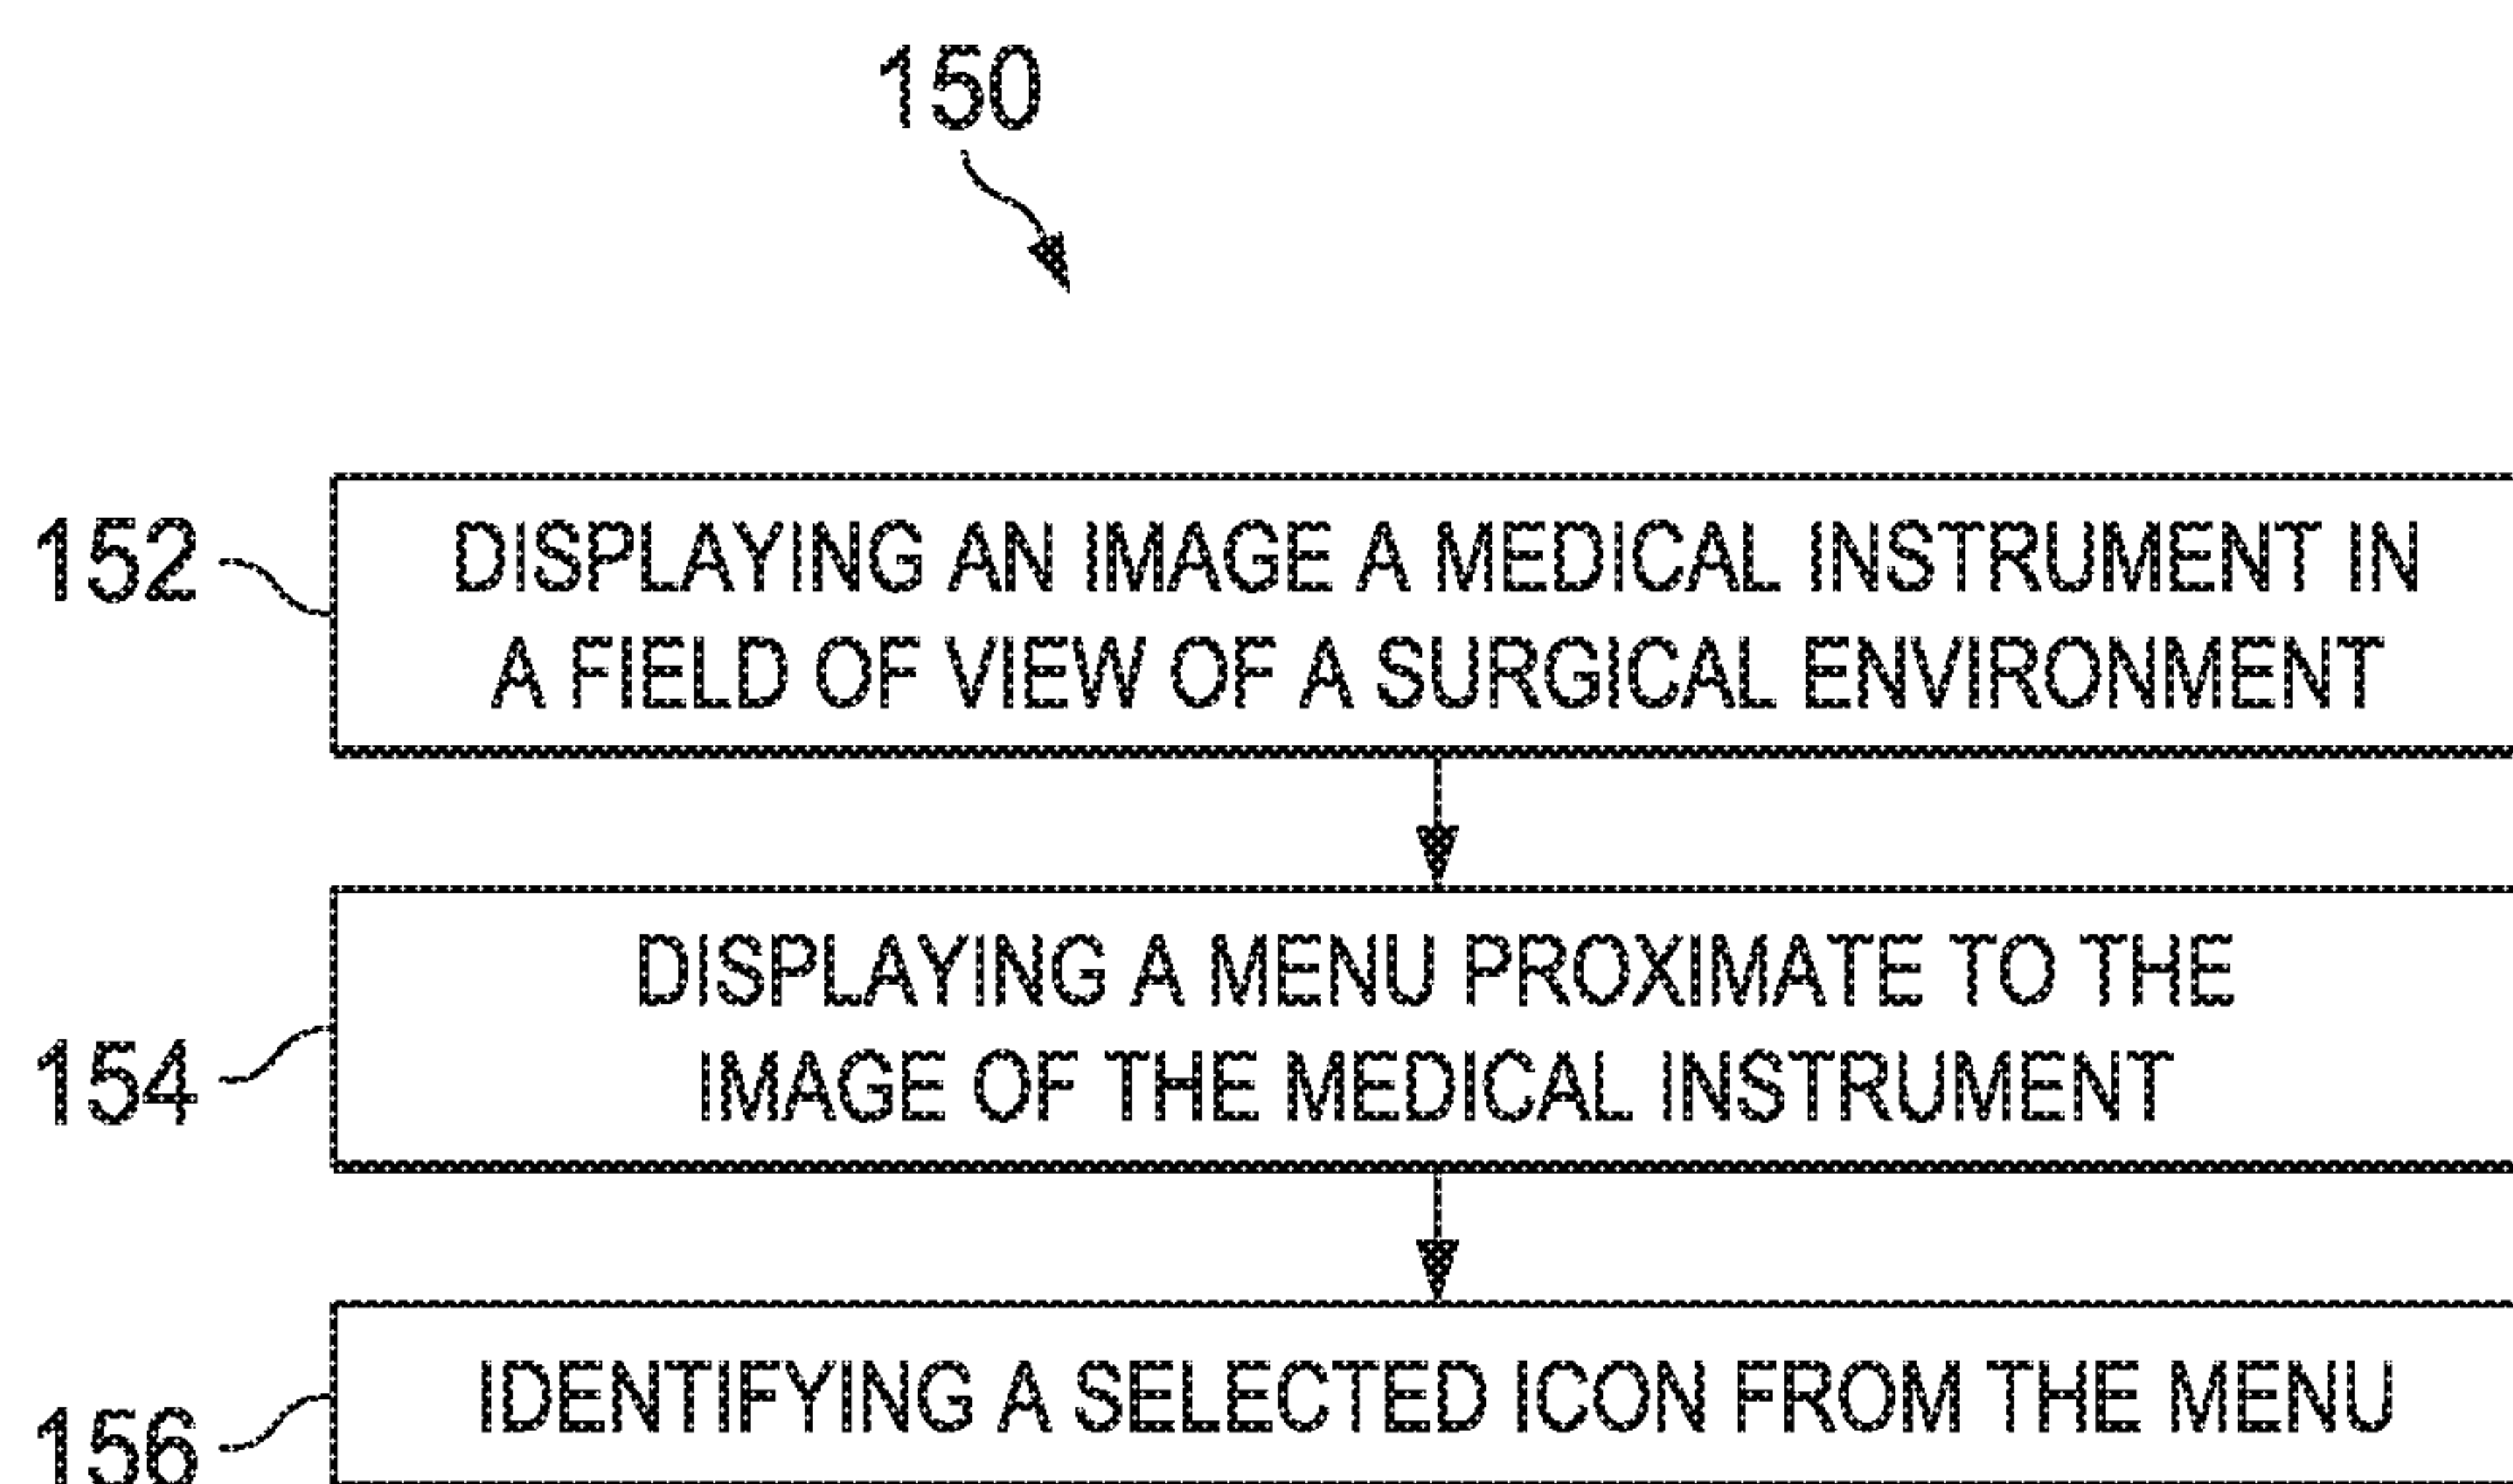 150
152
DISPLAYING AN IMAGE A MEDICAL INSTRUMENT IN
A FIELD OF VIEW OF A SURGICAL ENVIRONMENT
154
DISPLAYING A MENU PROXIMATE TO THE
IMAGE OF THE MEDICAL INSTRUMENT
156
IDENTIFYING A SELECTED ICON FROM THE MENU